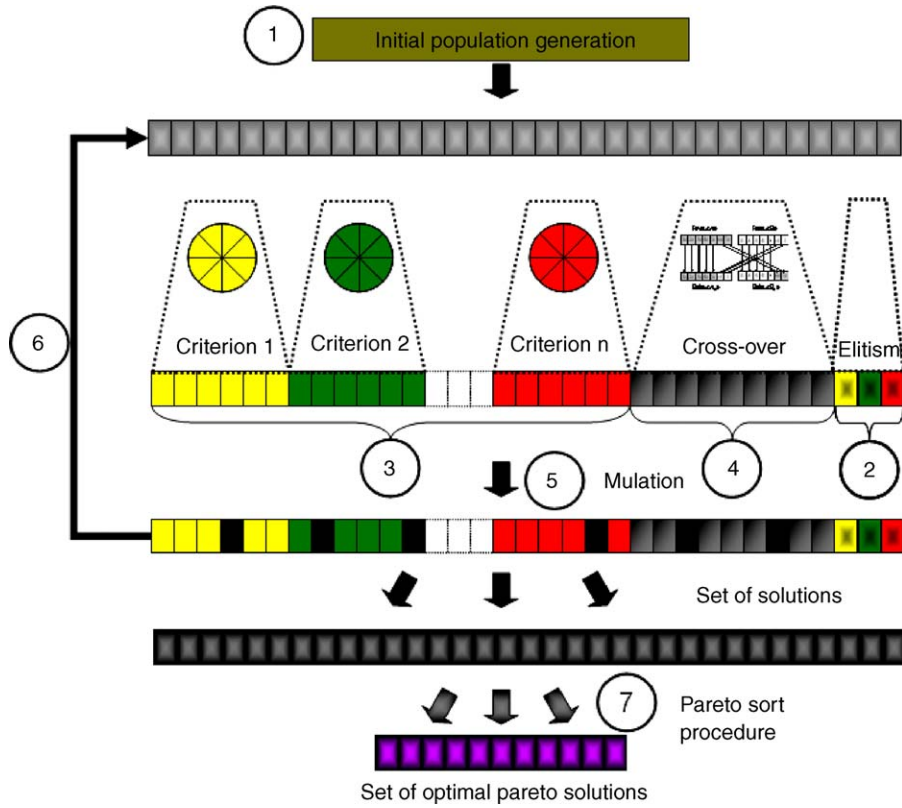 1
Initial population generation
6
Criterion 1
Criterion 2
Criterion n
Cross-over
Elitism
3
4
2
5
Mulation
Set of solutions
7
Pareto sort
procedure
Set of optimal pareto solutions